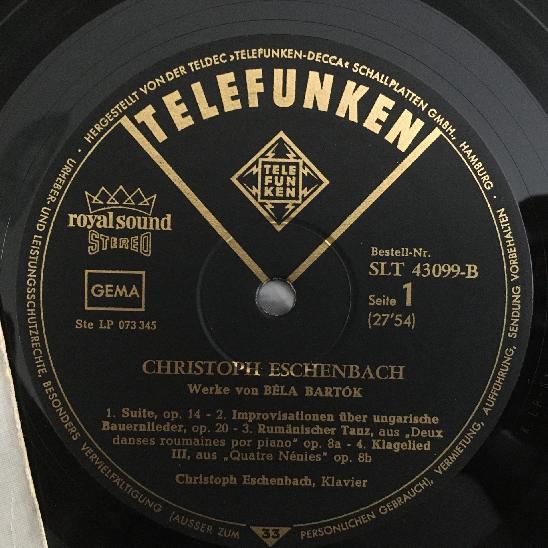 HERGESTELLT VON DER TELDEC »TELEFUNKEN-DECCA« SCHALLPLATTEN GMBH., HAMBURG
TELEFUNKEN
TELE
FUN
KEN
royal sound
STEREO
GEMA
Ste LP 073 345
Bestell-Nr.
SLT 43099-B
Seite 1
(27'54)
CHRISTOPH ESCHENBACH
Werke von BÉLA BARTÓK
1. Suite, op. 14 - 2. Improvisationen über ungarische
Bauernlieder, op. 20 - 3. Rumänischer Tanz, aus „Deux
danses roumaines por piano" op. 8a - 4. Klagelied
III, aus „Quatre Nénies" op. 8b
Christoph Eschenbach, Klavier
URHEBER- UND LEISTUNGSSCHUTZRECHTE, BESONDERS VERVIELFÄLTIGUNG (AUSSER ZUM PERSÖNLICHEN GEBRAUCH), VERMIETUNG, AUFFÜHRUNG, SENDUNG VORBEHALTEN
33